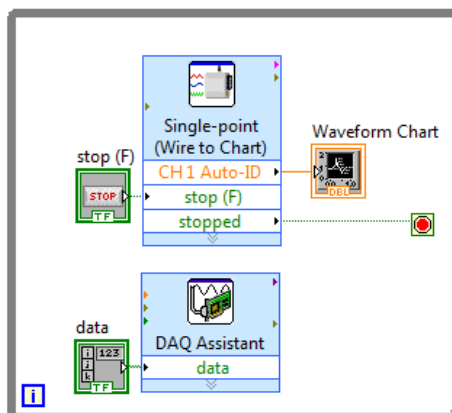 Single-point
(Wire to Chart)
Waveform Chart
stop (F)
CH 1 Auto-ID
STOP
TF
stop (F)
DBL
stopped
data
DAQ Assistant
i
123
j
k
TF
data
i